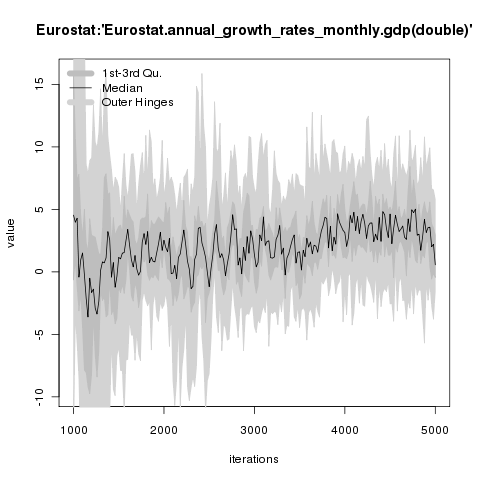 Eurostat:'Eurostat.annual_growth_rates_monthly.gdp(double)'
15
10
5
0
-5
-10
value
1st-3rd Qu.
Median
Outer Hinges
1000
2000
3000
4000
5000
iterations